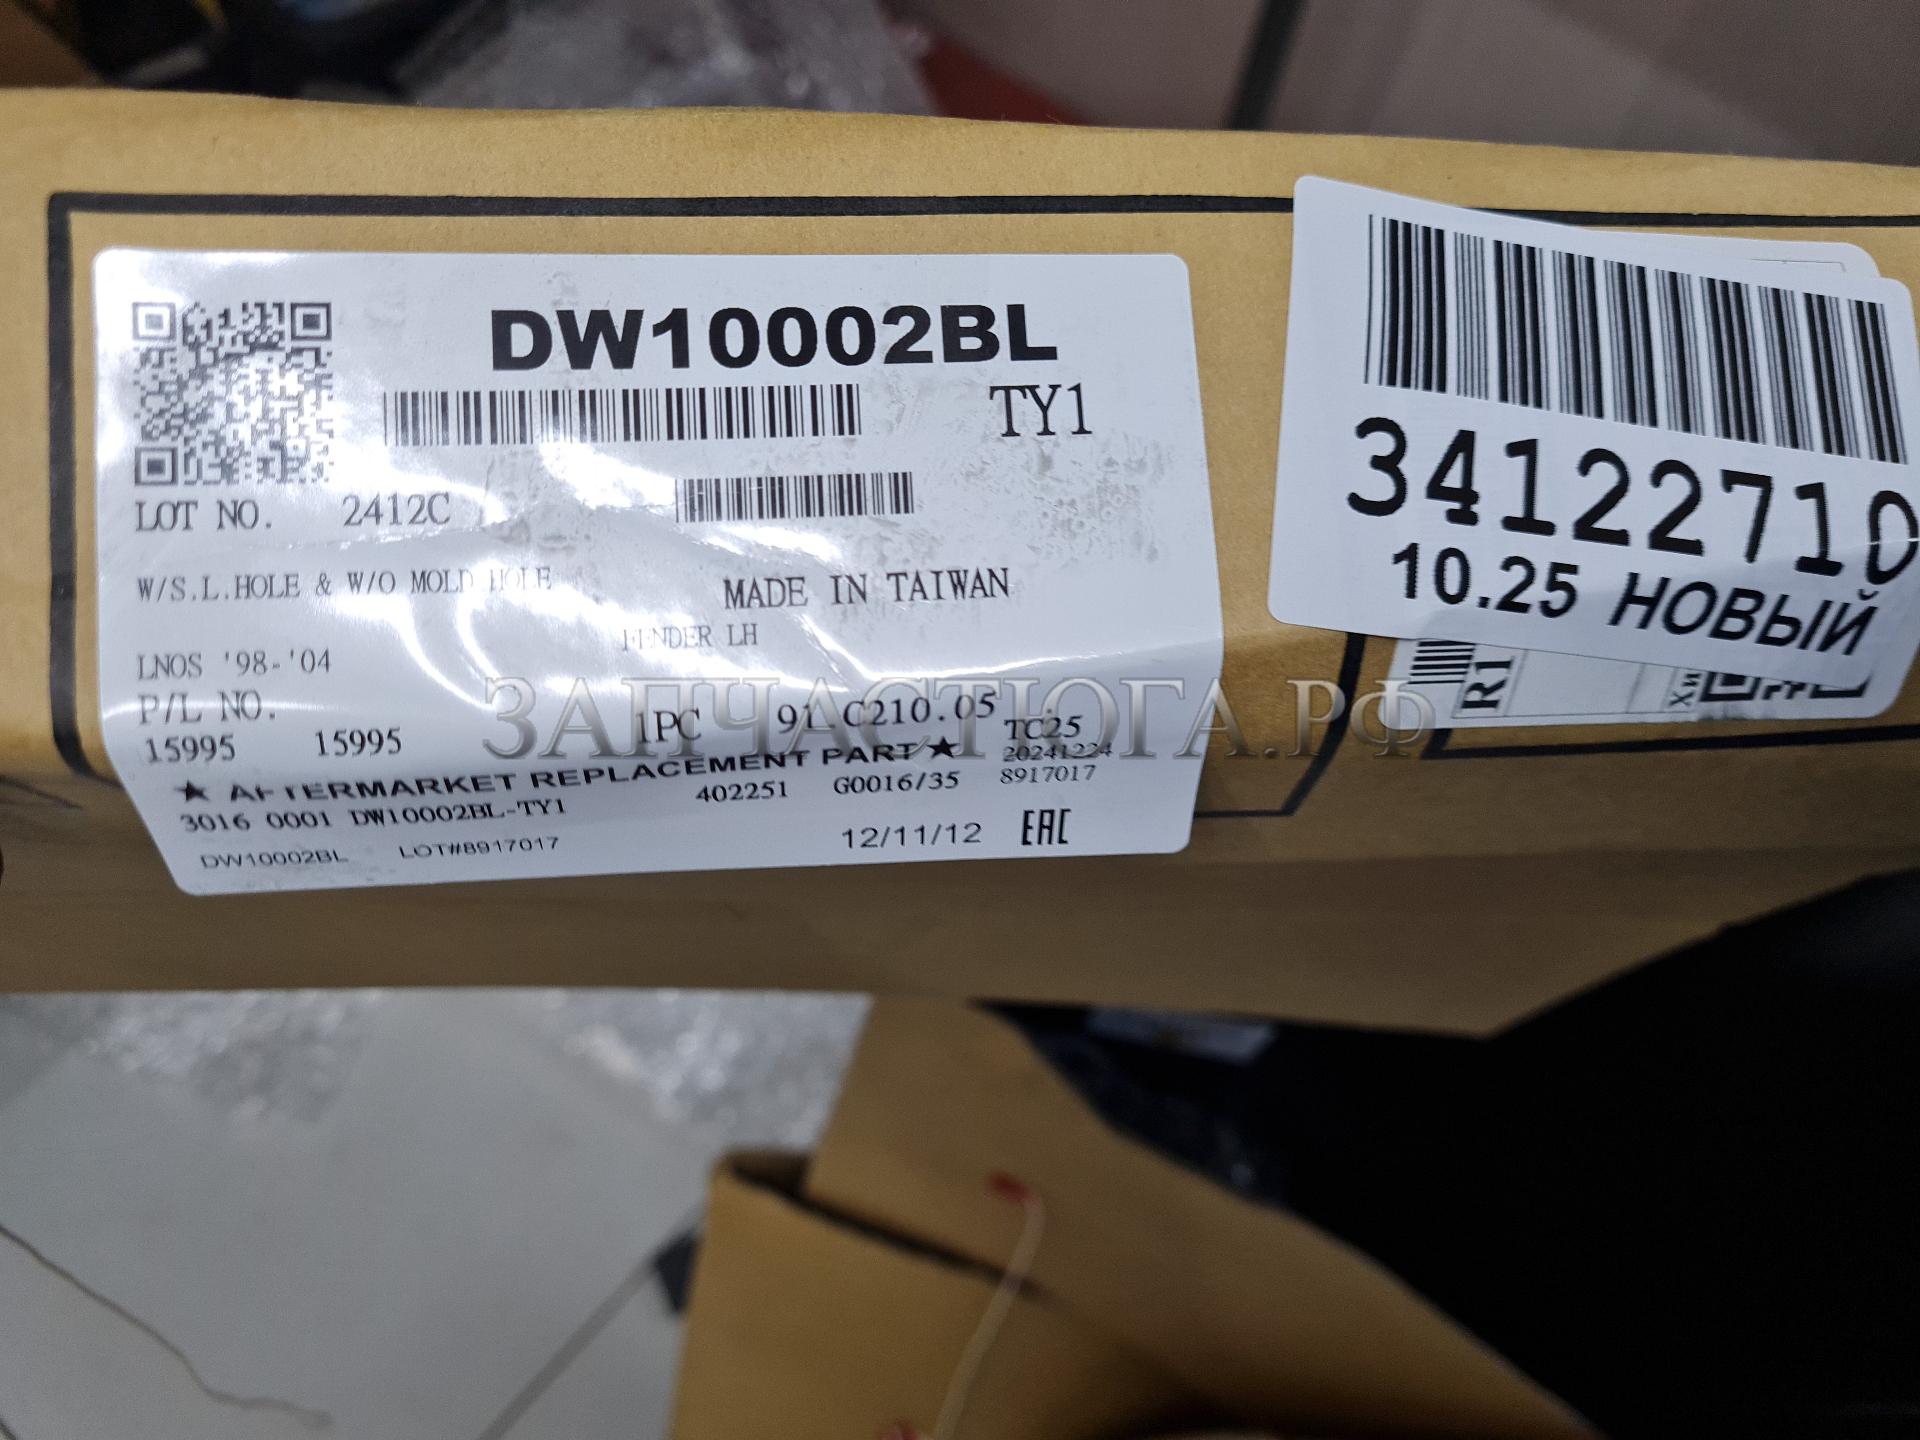 DW10002BL
TY1
LOT NO. 2412C
W/S.L.HOLE & W/O MOLD HOLE
MADE IN TAIWAN
FENDER LH
LNOS '98-'04
P/L NO.
15995 15995 1PC 91.C210.05 TC25
★ AFTERMARKET REPLACEMENT PART ★ 20241224
402251 G0016/35 8917017
3016 0001 DW10002BL-TY1
DW10002BL LOT#8917017 12/11/12 EAC
34122710
10.25 НОВЫЙ
R1
ЗАПЧАСТЮГА.РФ